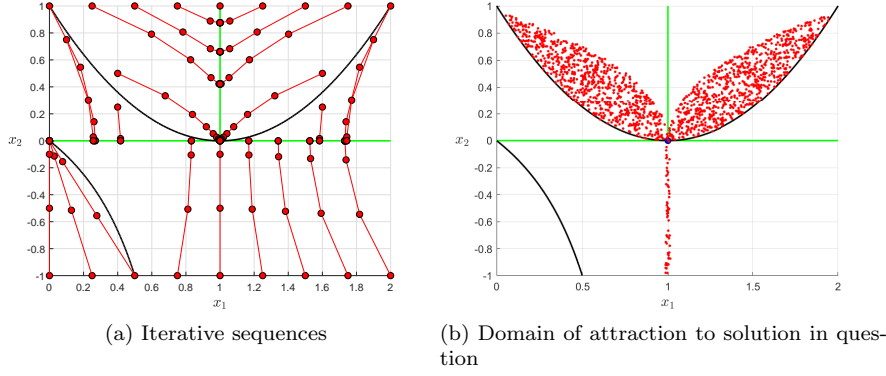 1
0.8
0.6
0.4
0.2
x2
0
-0.2
-0.4
-0.6
-0.8
-1
0 0.2 0.4 0.6 0.8 1 1.2 1.4 1.6 1.8 2
x1
(a) Iterative sequences
1
0.8
0.6
0.4
0.2
x2
0
-0.2
-0.4
-0.6
-0.8
-1
0 0.5 1 1.5 2
x1
(b) Domain of attraction to solution in ques-
tion